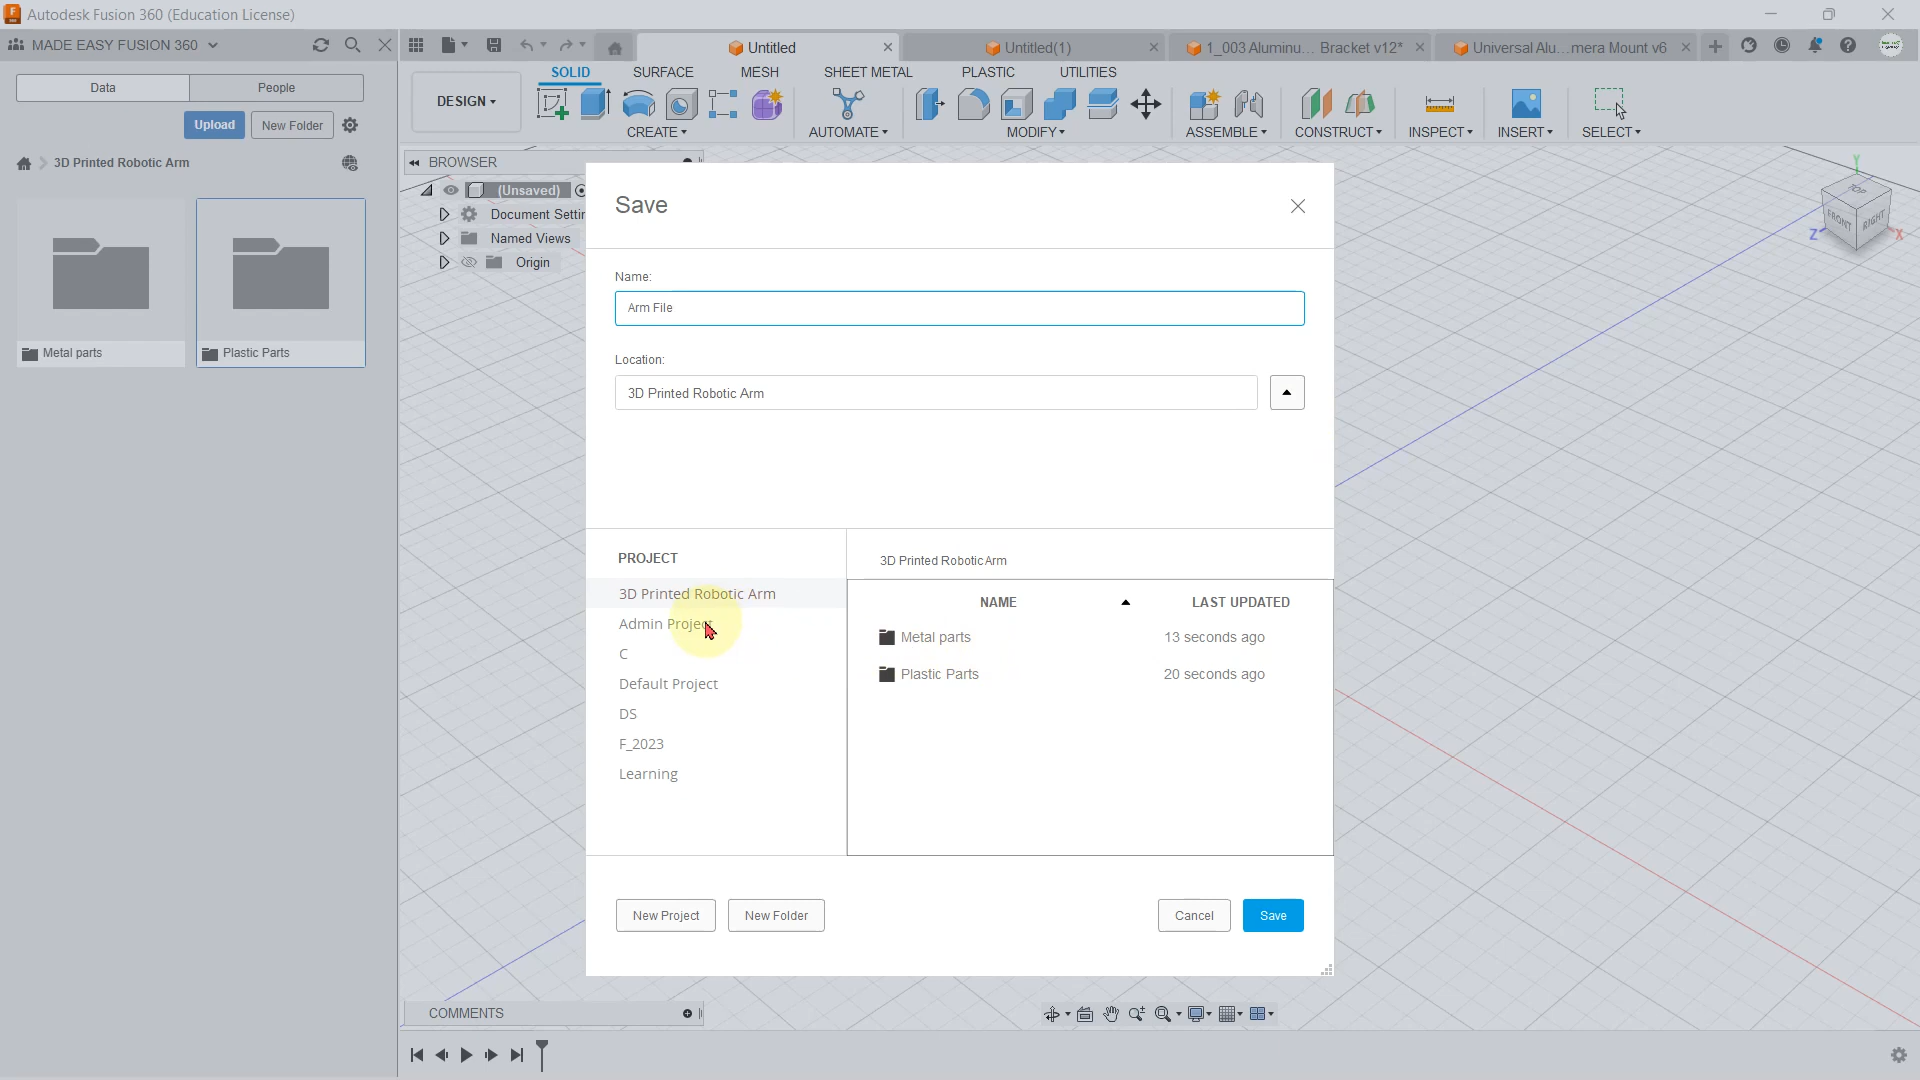 Autodesk Fusion 360 (Education License)
MADE EASY FUSION 360
Untitled
Untitled(1)
1_003 Aluminu... Bracket v12*
Universal Alu...mera Mount v6
Data
People
Upload
New Folder
3D Printed Robotic Arm
Metal parts
Plastic Parts
DESIGN
SOLID
SURFACE
MESH
SHEET METAL
PLASTIC
UTILITIES
CREATE
AUTOMATE
MODIFY
ASSEMBLE
CONSTRUCT
INSPECT
INSERT
SELECT
BROWSER
(Unsaved)
Document Settin
Named Views
Origin
Y
TOP
FRONT
RIGHT
Z
X
Save
Name:
Arm File
Location:
3D Printed Robotic Arm
PROJECT
3D Printed Robotic Arm
Admin Project
C
Default Project
DS
F_2023
Learning
3D Printed Robotic Arm
NAME
LAST UPDATED
Metal parts
13 seconds ago
Plastic Parts
20 seconds ago
New Project
New Folder
Cancel
Save
COMMENTS